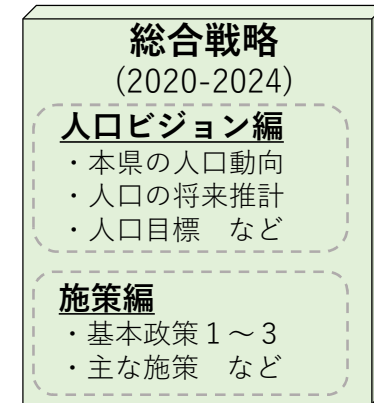 総合戦略
(2020-2024)
人口ビジョン編
・本県の人口動向
・人口の将来推計
・人口目標　など
施策編
・基本政策１～３
・主な施策　など